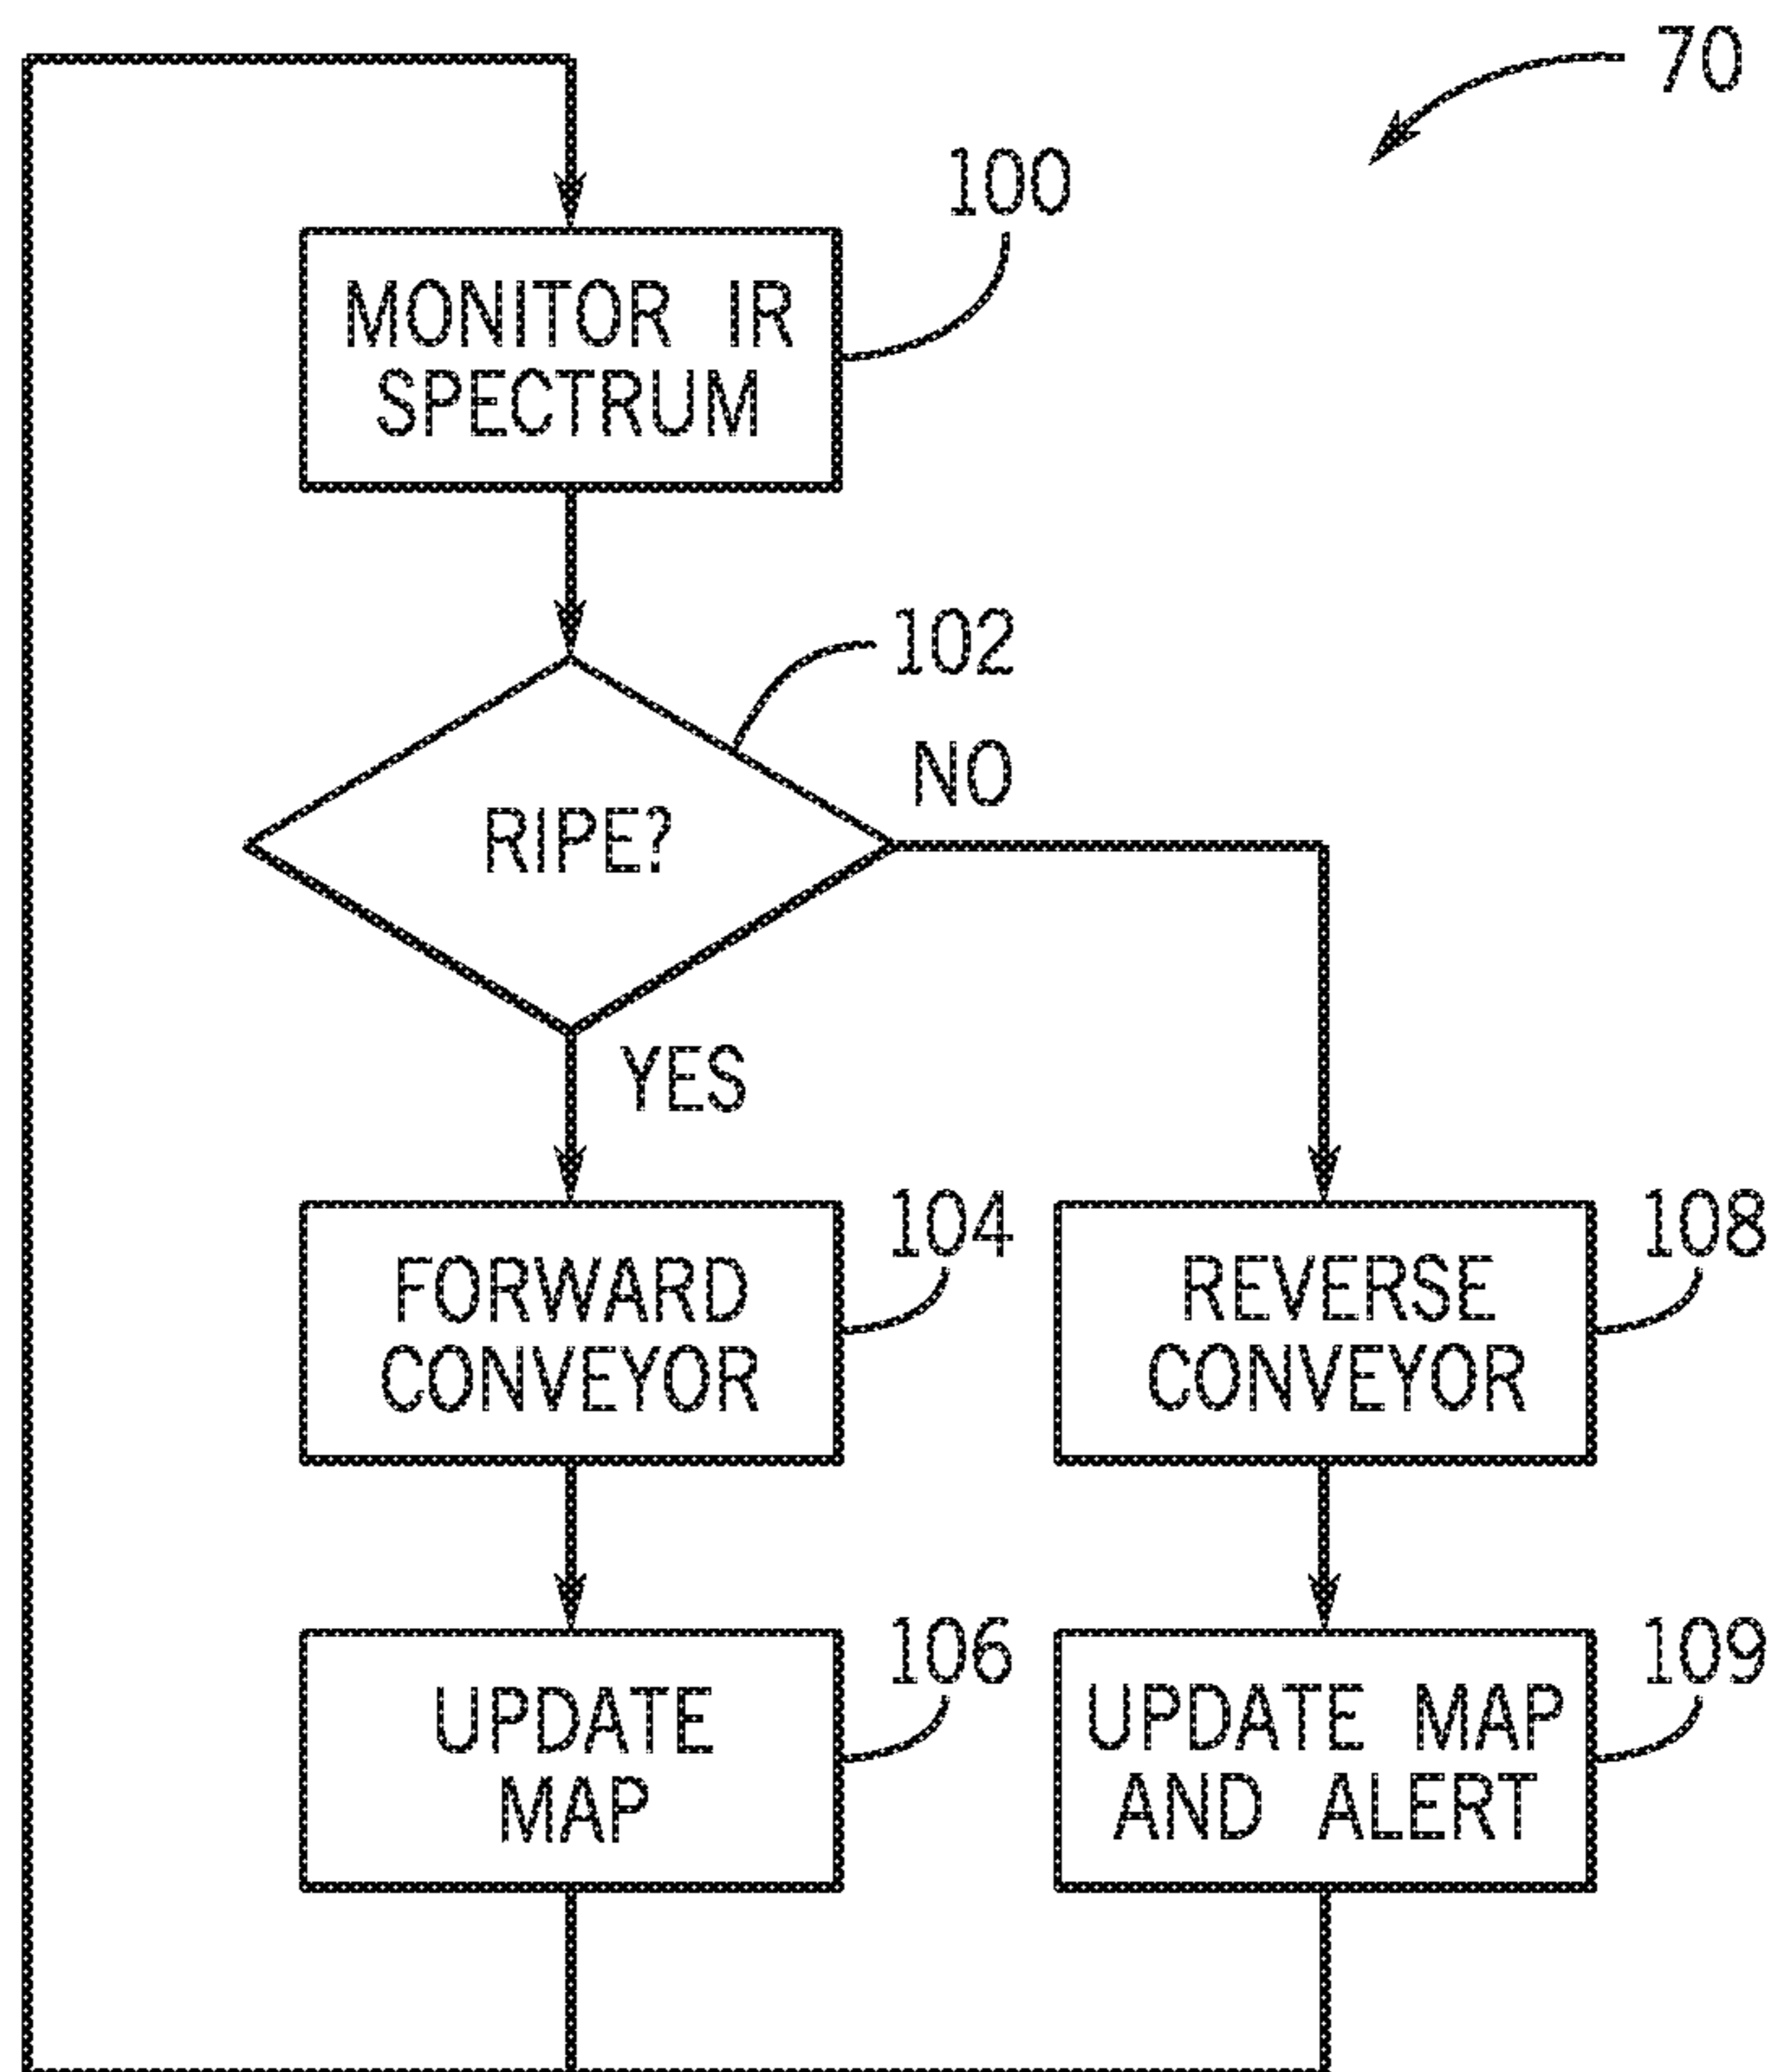 70
100
MONITOR IR
SPECTRUM
102
NO
RIPE?
YES
104
FORWARD
CONVEYOR
108
REVERSE
CONVEYOR
106
UPDATE
MAP
109
UPDATE MAP
AND ALERT